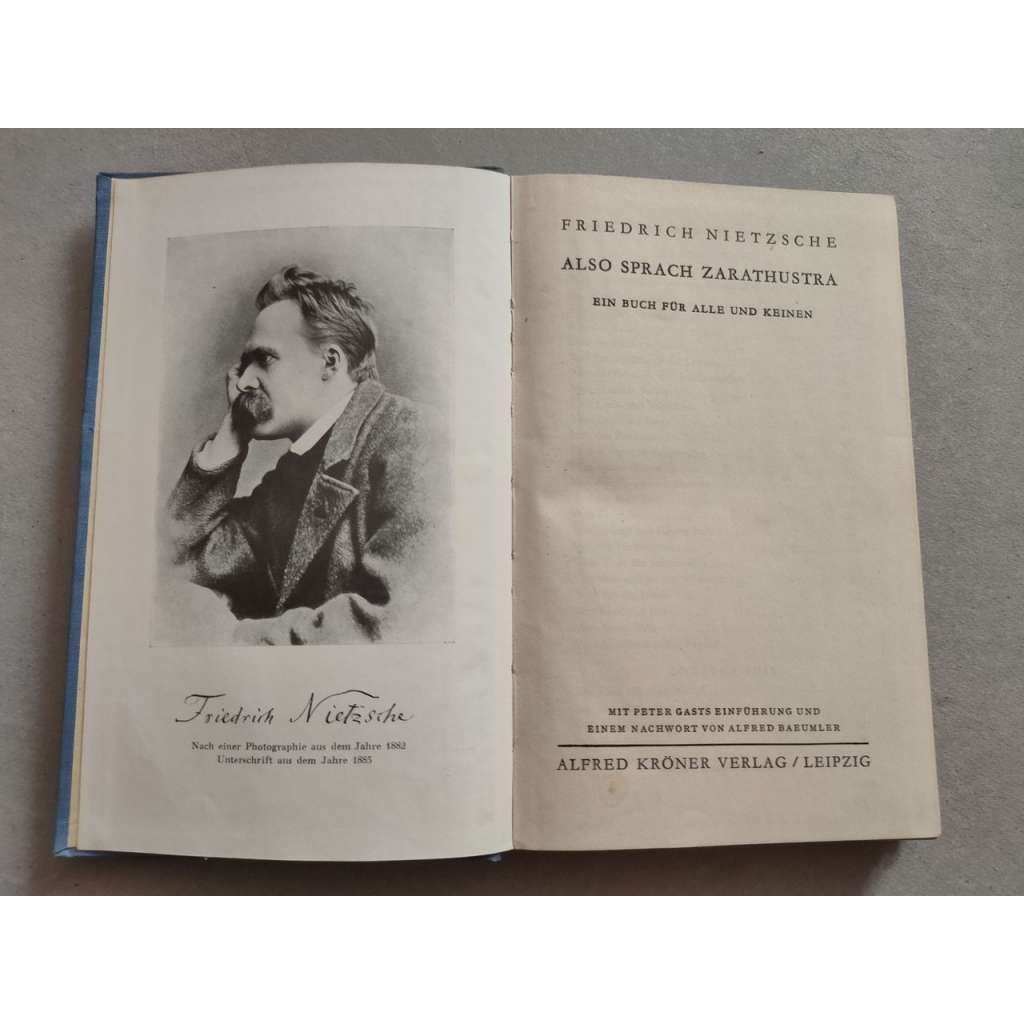 Friedrich Nietzsche
Nach einer Photographie aus dem Jahre 1882
Unterschrift aus dem Jahre 1883
FRIEDRICH NIETZSCHE
ALSO SPRACH ZARATHUSTRA
EIN BUCH FÜR ALLE UND KEINEN
MIT PETER GASTS EINFÜHRUNG UND
EINEM NACHWORT VON ALFRED BAEUMLER
ALFRED KRÖNER VERLAG / LEIPZIG